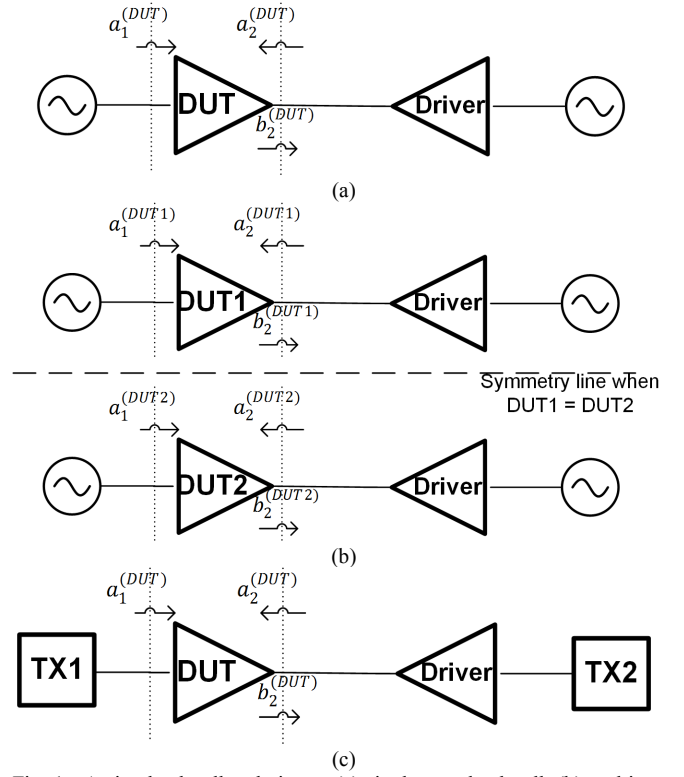 a₁^(DUT) a₂^(DUT)
DUT Driver
b₂^(DUT)
(a)
a₁^(DUT1) a₂^(DUT1)
DUT1 Driver
b₂^(DUT1)
Symmetry line when
DUT1 = DUT2
a₁^(DUT2) a₂^(DUT2)
DUT2 Driver
b₂^(DUT2)
(b)
a₁^(DUT) a₂^(DUT)
TX1 DUT Driver TX2
b₂^(DUT)
(c)